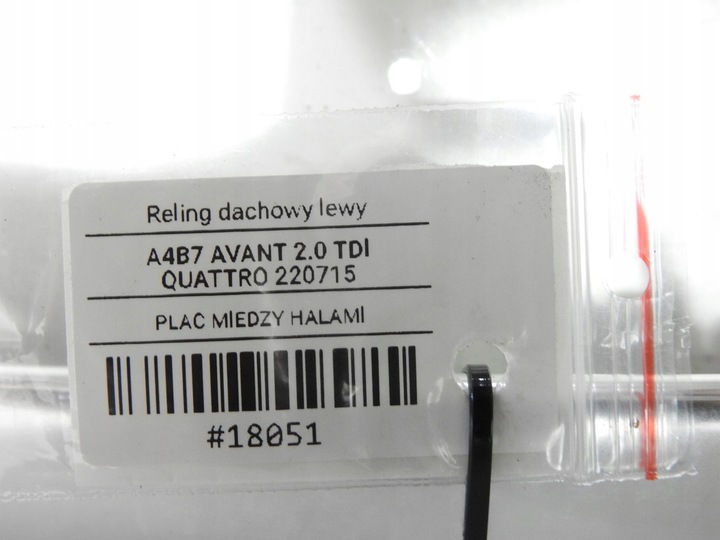 Reling dachowy lewy
A4B7 AVANT 2.0 TDI
QUATTRO 220715
PLAC MIEDZY HALAMI
#18051